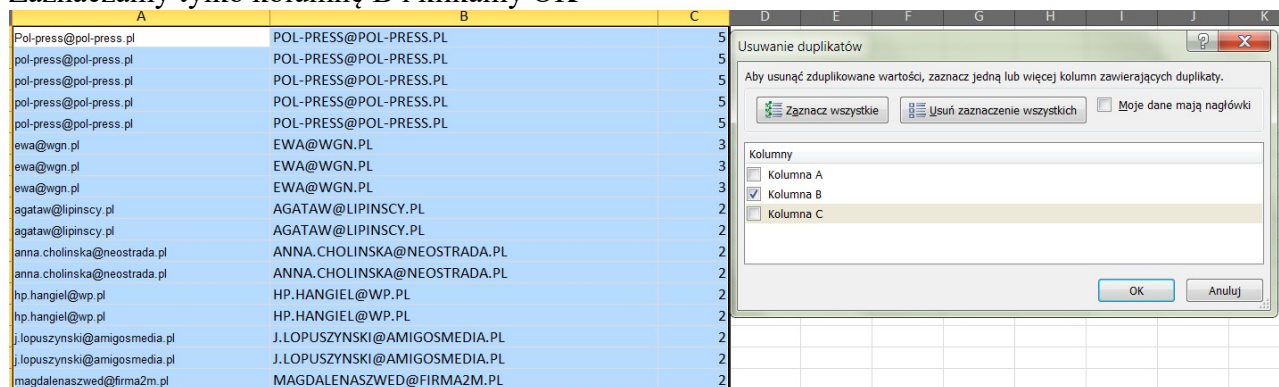 Zaznaczamy tylko kolumnę B i klikamy OK
A B C D E F G H I J K
Pol-press@pol-press.pl POL-PRESS@POL-PRESS.PL 5
pol-press@pol-press.pl POL-PRESS@POL-PRESS.PL 5
pol-press@pol-press.pl POL-PRESS@POL-PRESS.PL 5
pol-press@pol-press.pl POL-PRESS@POL-PRESS.PL 5
pol-press@pol-press.pl POL-PRESS@POL-PRESS.PL 5
ewa@wgn.pl EWA@WGN.PL 3
ewa@wgn.pl EWA@WGN.PL 3
ewa@wgn.pl EWA@WGN.PL 3
agataw@lipinscy.pl AGATAW@LIPINSCY.PL 2
agataw@lipinscy.pl AGATAW@LIPINSCY.PL 2
anna.cholinska@neostrada.pl ANNA.CHOLINSKA@NEOSTRADA.PL 2
anna.cholinska@neostrada.pl ANNA.CHOLINSKA@NEOSTRADA.PL 2
hp.hangiel@wp.pl HP.HANGIEL@WP.PL 2
hp.hangiel@wp.pl HP.HANGIEL@WP.PL 2
j.lopuszynski@amigosmedia.pl J.LOPUSZYNSKI@AMIGOSMEDIA.PL 2
j.lopuszynski@amigosmedia.pl J.LOPUSZYNSKI@AMIGOSMEDIA.PL 2
magdalenaszwed@firma2m.pl MAGDALENASZWED@FIRMA2M.PL 2
Usuwanie duplikatów
Aby usunąć zduplikowane wartości, zaznacz jedną lub więcej kolumn zawierających duplikaty.
Zaznacz wszystkie Usuń zaznaczenie wszystkich Moje dane mają nagłówki
Kolumny
Kolumna A
Kolumna B
Kolumna C
OK Anuluj